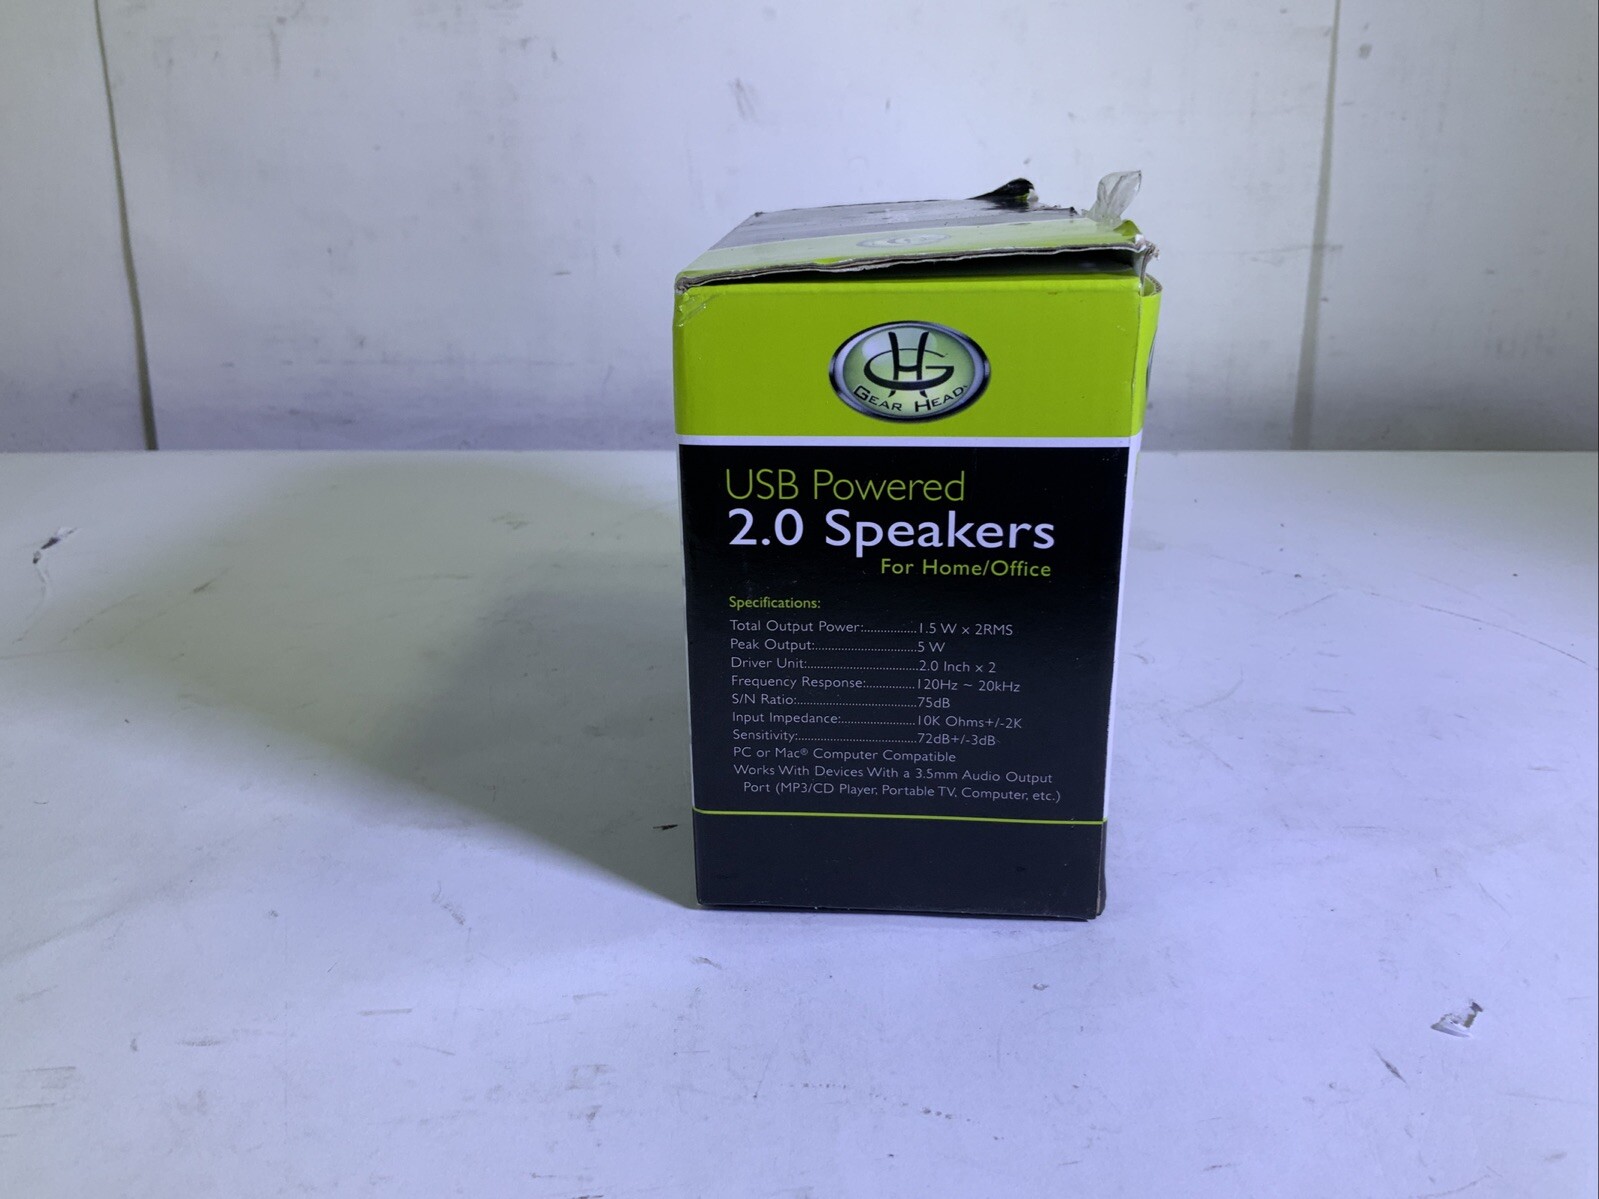 GH
GEAR HEAD
USB Powered
2.0 Speakers
For Home/Office
Specifications:
Total Output Power:................1.5 W x 2RMS
Peak Output:...............................5 W
Driver Unit:..................................2.0 Inch x 2
Frequency Response:...............120Hz ~ 20kHz
S/N Ratio:.....................................75dB
Input Impedance:.......................10K Ohms+/-2K
Sensitivity:....................................72dB+/-3dB
PC or Mac® Computer Compatible
Works With Devices With a 3.5mm Audio Output
Port (MP3/CD Player, Portable TV, Computer, etc.)